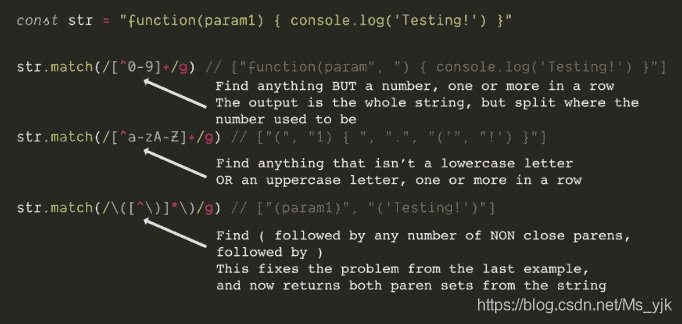 const str = "function(param1) { console.log('Testing!') }"
str.match(/[^0-9]+/g) // ["function(param", ") { console.log('Testing!') }"]
Find anything BUT a number, one or more in a row
The output is the whole string, but split where the
number used to be
str.match(/[^a-zA-Z]+/g) // ["(", "1) { ", ".", "('", "!') }"]
Find anything that isn't a lowercase letter
OR an uppercase letter, one or more in a row
str.match(/\([^\)]*\)/g) // ["(param1)", "('Testing!')"]
Find ( followed by any number of NON close parens,
followed by )
This fixes the problem from the last example,
and now returns both paren sets from the string
https://blog.csdn.net/Ms_yjk